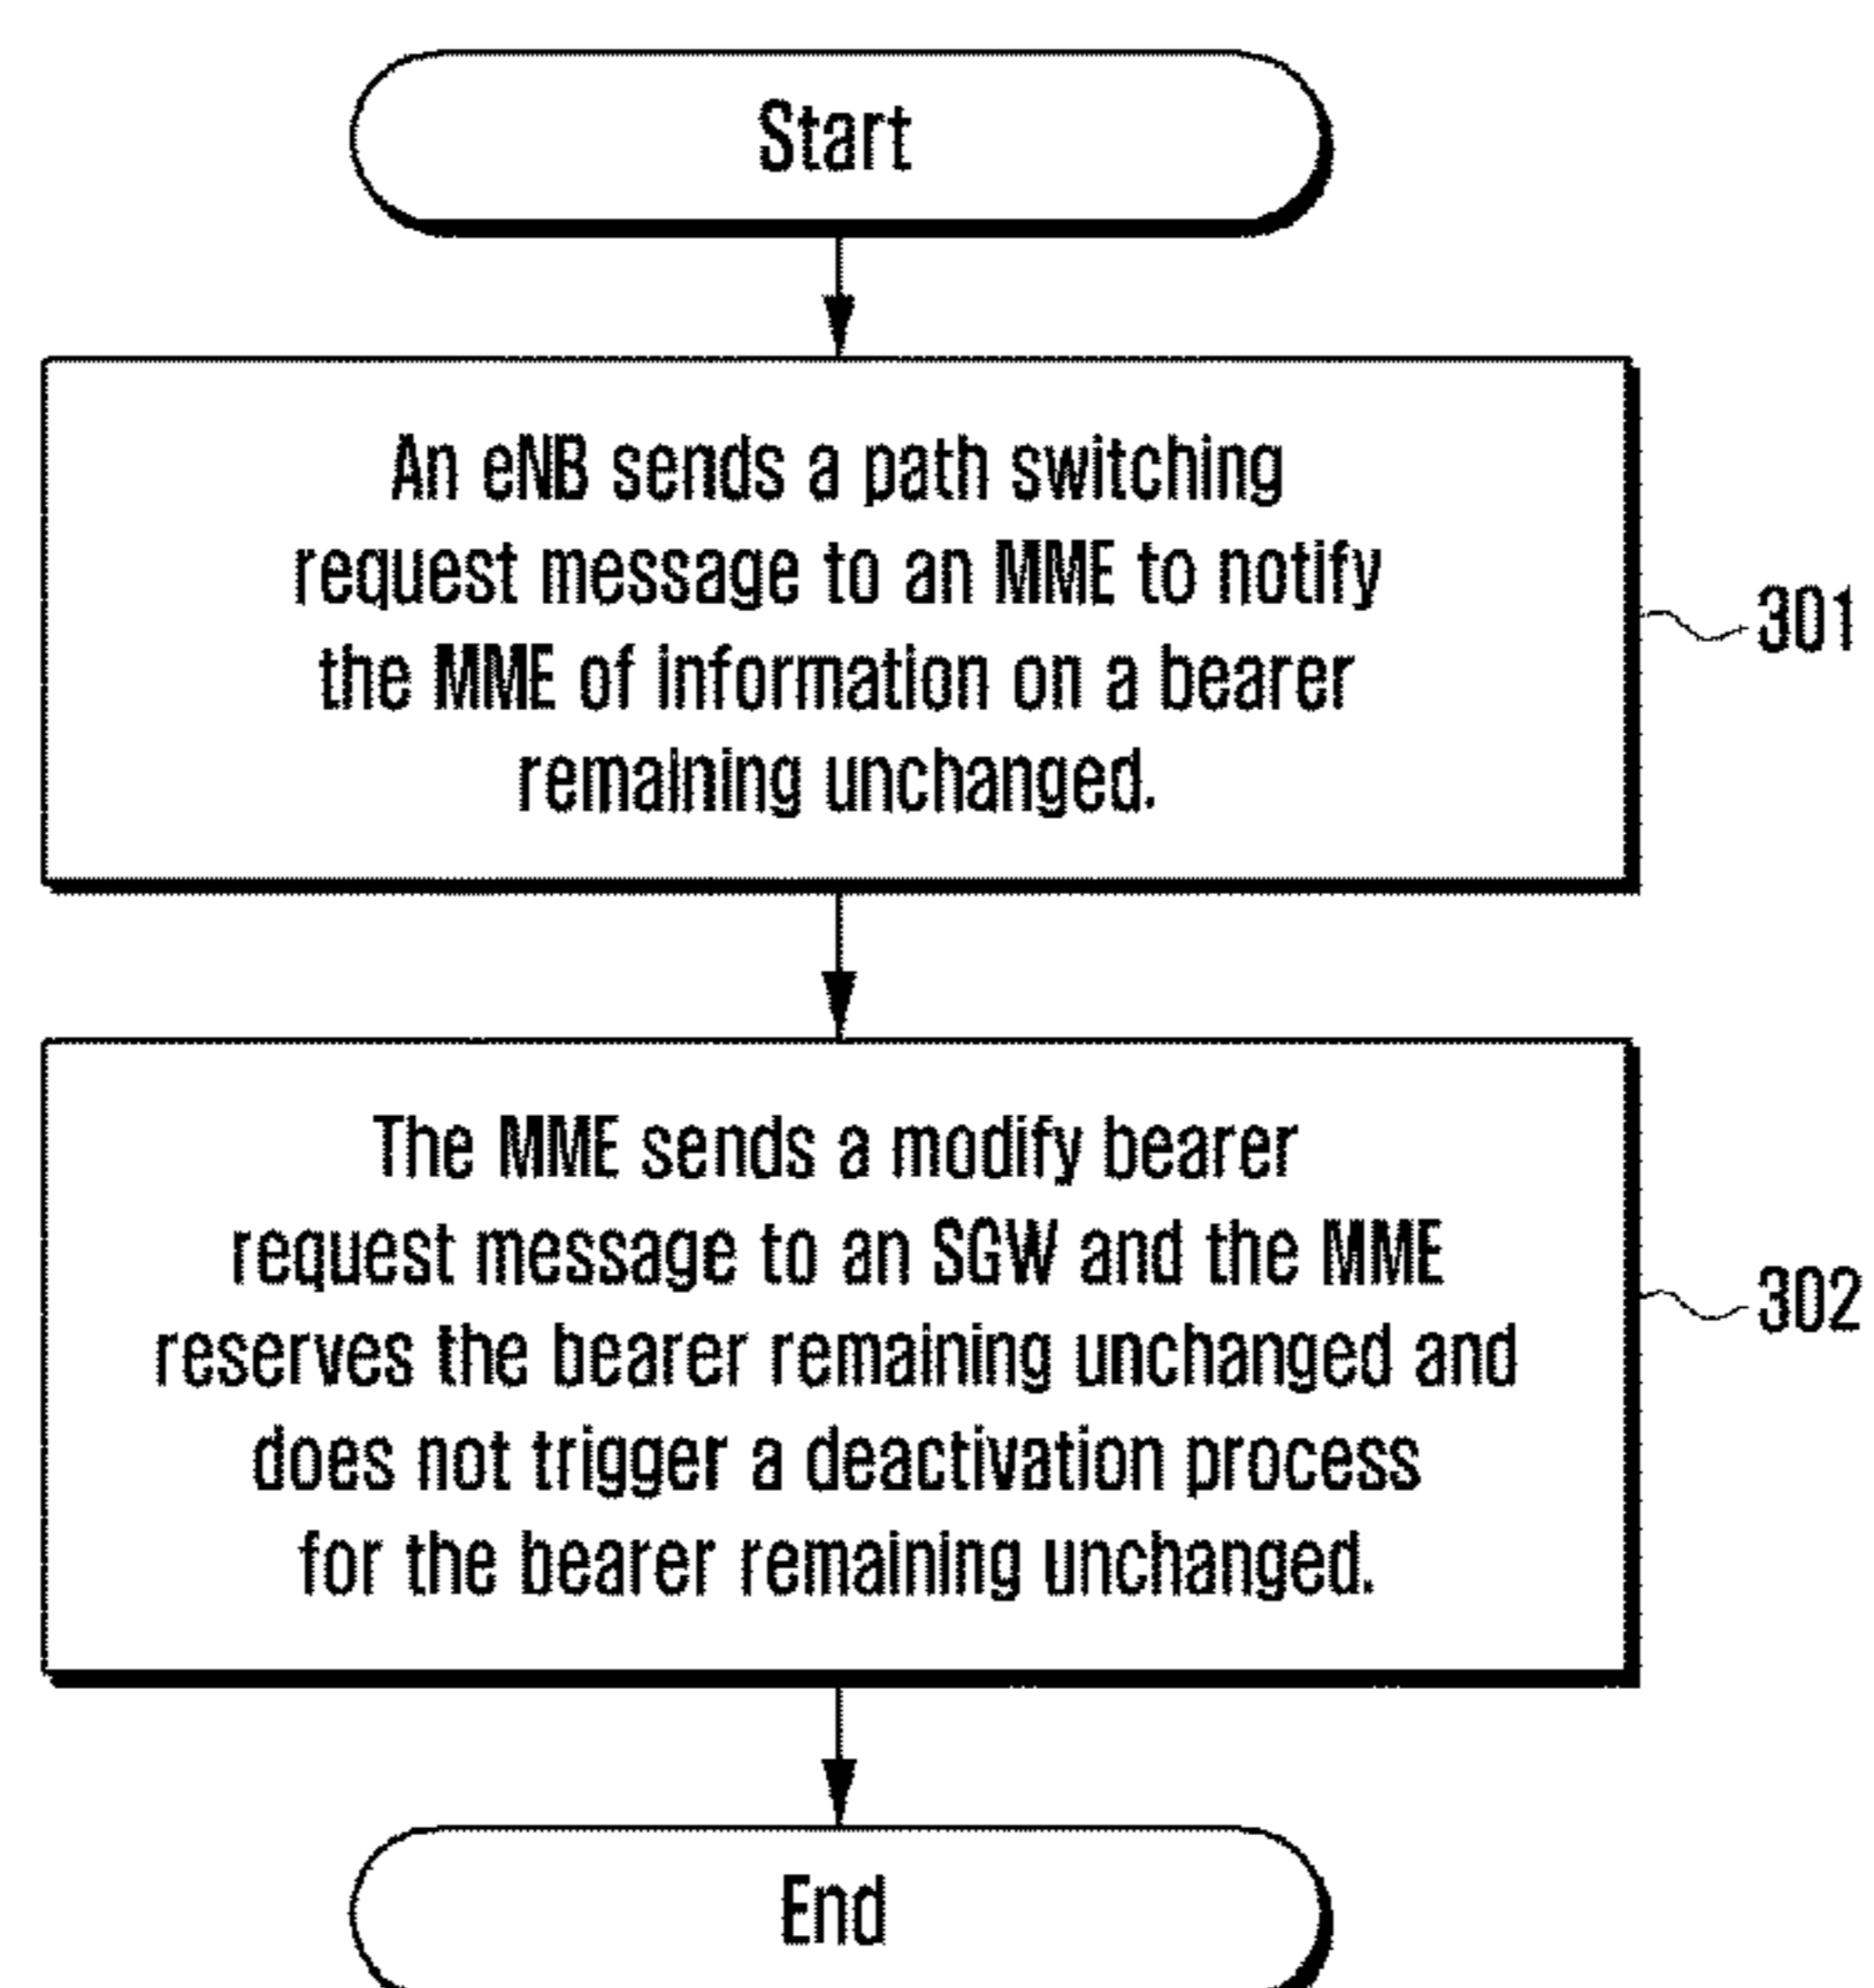 Start
An eNB sends a path switching
request message to an MME to notify
the MME of information on a bearer
remaining unchanged.
301
The MME sends a modify bearer
request message to an SGW and the MME
reserves the bearer remaining unchanged and
does not trigger a deactivation process
for the bearer remaining unchanged.
302
End